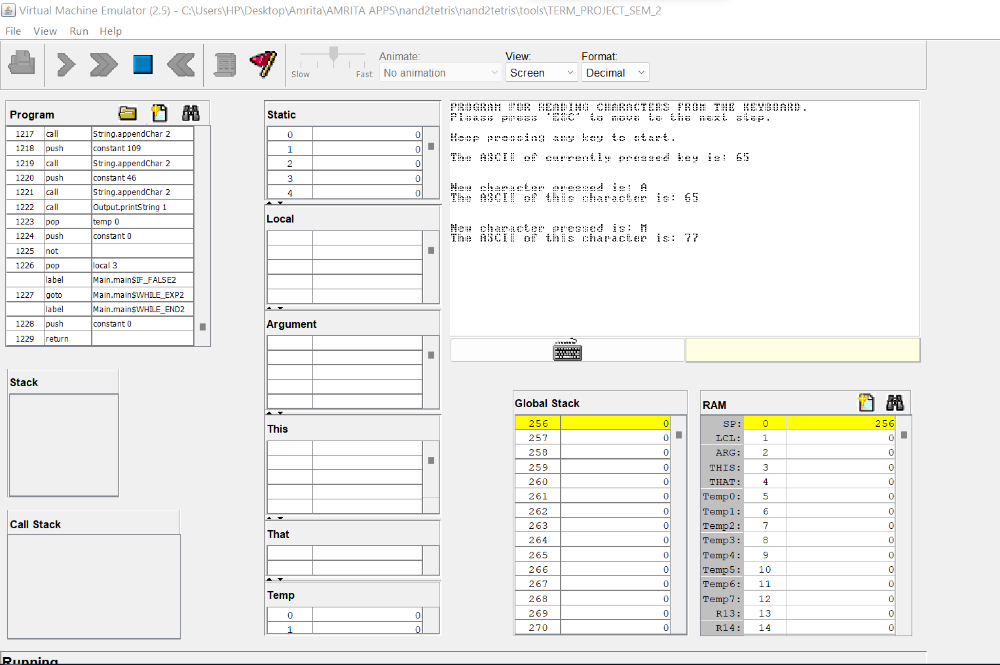 Virtual Machine Emulator (2.5) - C:\Users\HP\Desktop\Amrita\AMRITA APPS\nand2tetris\nand2tetris\tools\TERM_PROJECT_SEM_2
File View Run Help
Animate: View: Format:
Slow Fast No animation Screen Decimal
Program
1217 call String.appendChar 2
1218 push constant 109
1219 call String.appendChar 2
1220 push constant 46
1221 call String.appendChar 2
1222 call Output.printString 1
1223 pop temp 0
1224 push constant 0
1225 not
1226 pop local 3
label Main.main$IF_FALSE2
1227 goto Main.main$WHILE_EXP2
label Main.main$WHILE_END2
1228 push constant 0
1229 return
Stack
Call Stack
Static
0 0
1 0
2 0
3 0
4 0
Local
Argument
This
That
Temp
0 0
1 0
PROGRAM FOR READING CHARACTERS FROM THE KEYBOARD.
Please press 'ESC' to move to the next step.
Keep pressing any key to start.
The ASCII of currently pressed key is: 65
New character pressed is: A
The ASCII of this character is: 65
New character pressed is: M
The ASCII of this character is: 77
Global Stack
256 0
257 0
258 0
259 0
260 0
261 0
262 0
263 0
264 0
265 0
266 0
267 0
268 0
269 0
270 0
RAM
SP: 0 256
LCL: 1 0
ARG: 2 0
THIS: 3 0
THAT: 4 0
Temp0: 5 0
Temp1: 6 0
Temp2: 7 0
Temp3: 8 0
Temp4: 9 0
Temp5: 10 0
Temp6: 11 0
Temp7: 12 0
R13: 13 0
R14: 14 0
Running